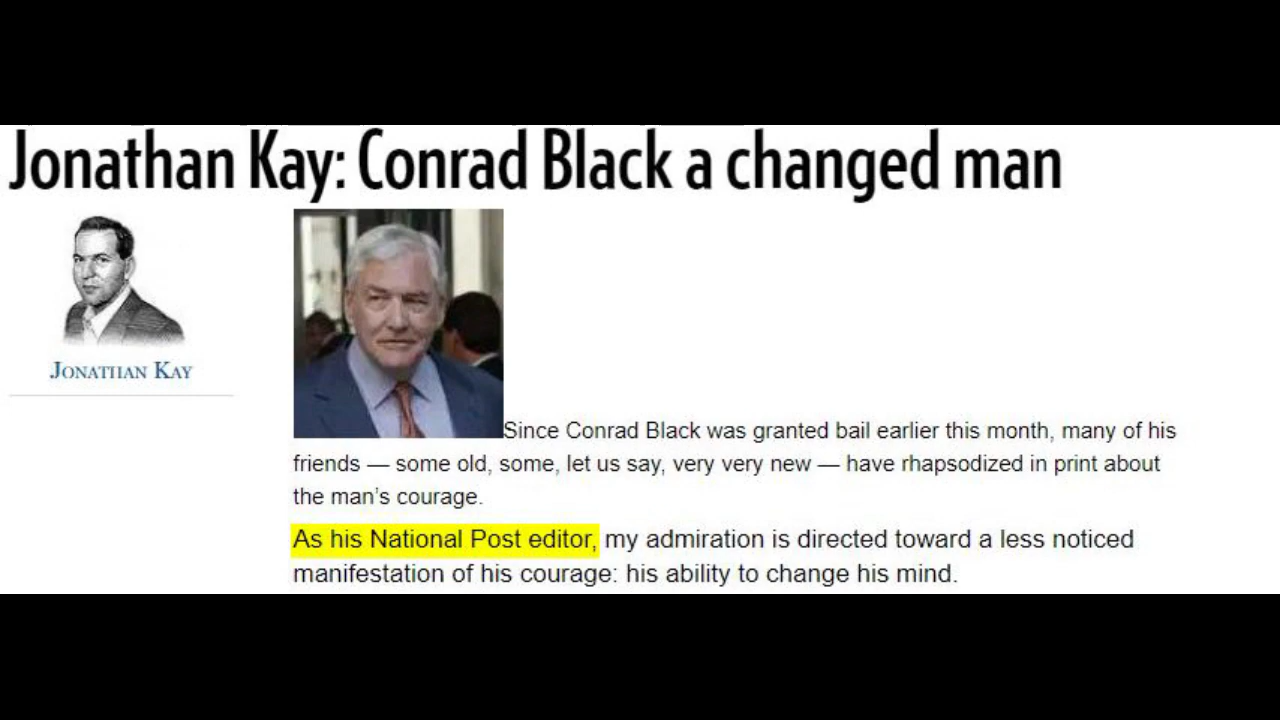 Jonathan Kay: Conrad Black a changed man
JONATHAN KAY
Since Conrad Black was granted bail earlier this month, many of his
friends — some old, some, let us say, very very new — have rhapsodized in print about
the man's courage.
As his National Post editor, my admiration is directed toward a less noticed
manifestation of his courage: his ability to change his mind.